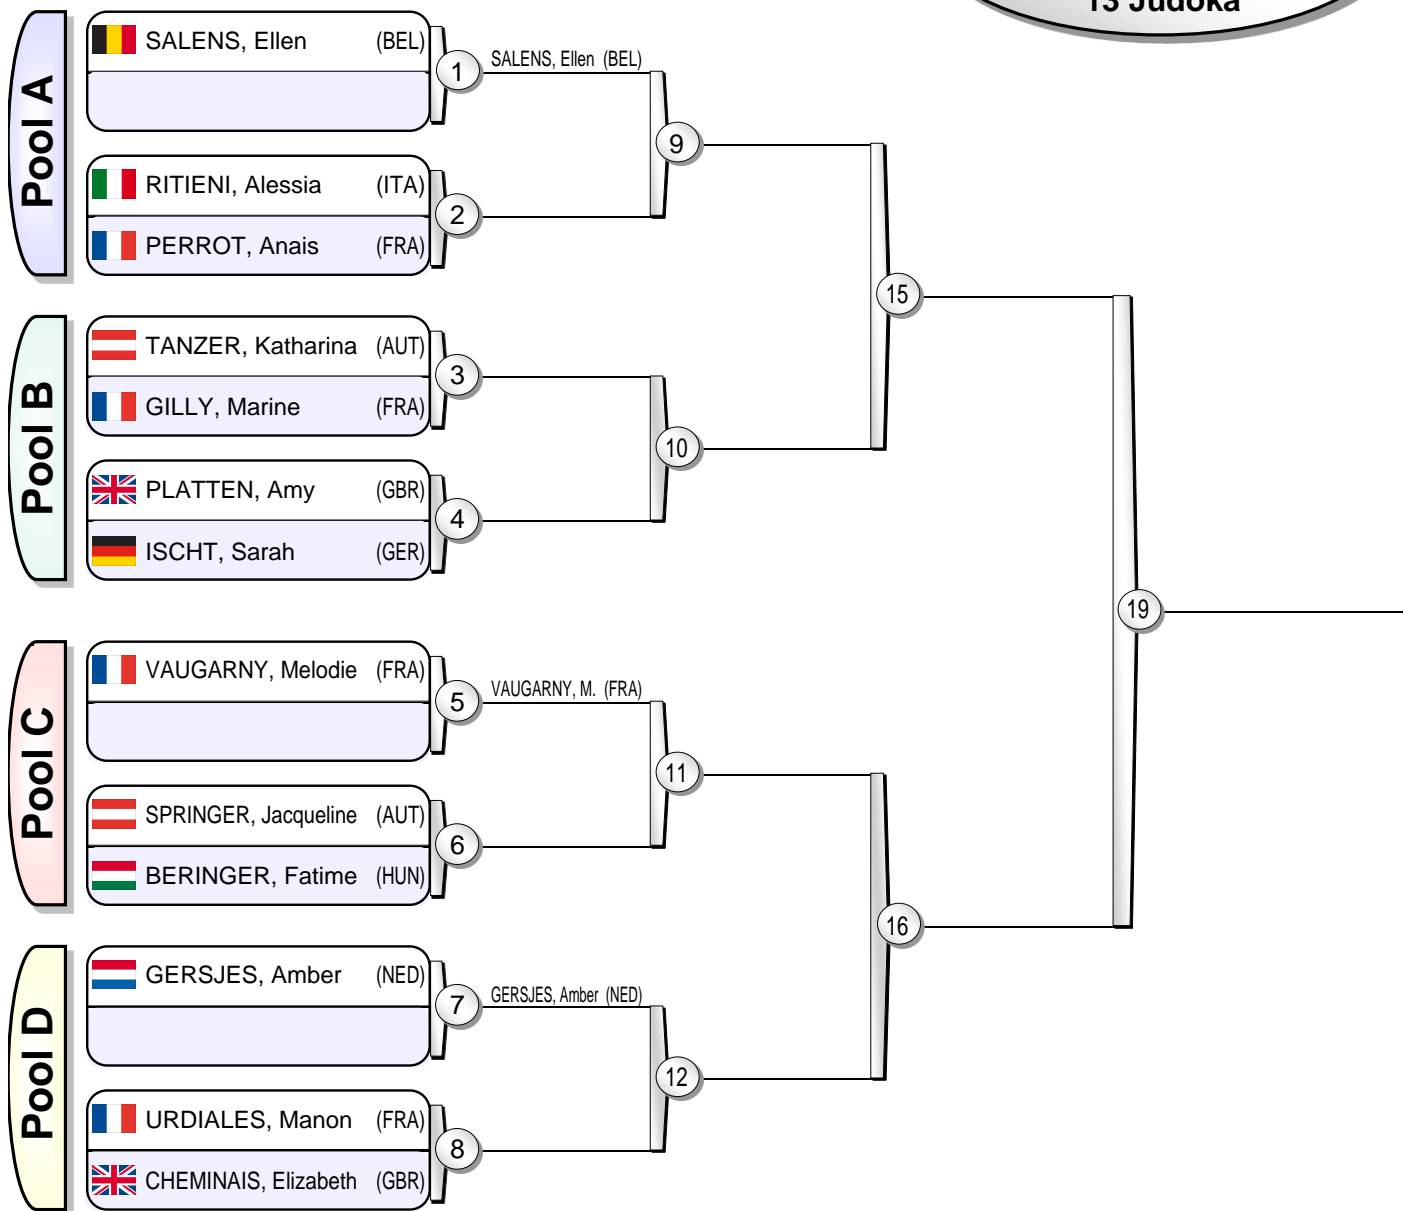 13 Judoka
Pool A
SALENS, Ellen (BEL)
1
SALENS, Ellen (BEL)
9
RITIENI, Alessia (ITA)
2
PERROT, Anais (FRA)
15
Pool B
TANZER, Katharina (AUT)
3
GILLY, Marine (FRA)
10
PLATTEN, Amy (GBR)
4
ISCHT, Sarah (GER)
19
Pool C
VAUGARNY, Melodie (FRA)
5
VAUGARNY, M. (FRA)
11
SPRINGER, Jacqueline (AUT)
6
BERINGER, Fatime (HUN)
16
Pool D
GERSJES, Amber (NED)
7
GERSJES, Amber (NED)
12
URDIALES, Manon (FRA)
8
CHEMINAIS, Elizabeth (GBR)